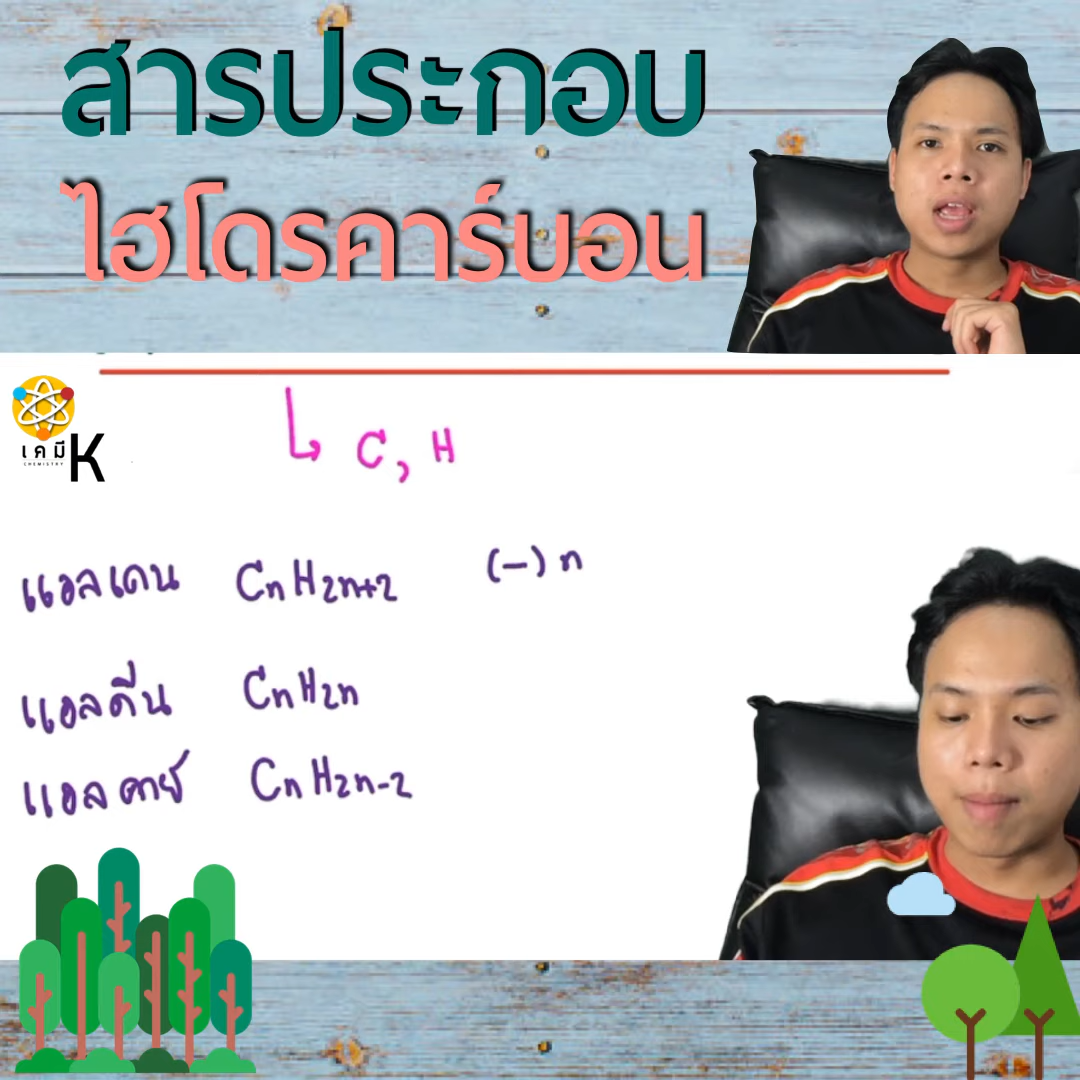 สารประกอบ
ไฮโดรคาร์บอน
เคมี K
CHEMISTRY
C, H
แอลเคน CnH2n+2 (–) n
แอลคีน CnH2n
แอลคายน์ CnH2n-2